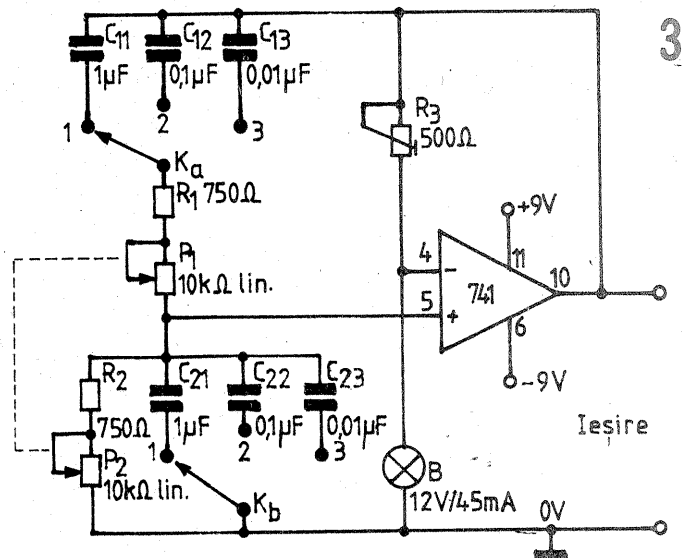 3
C11 C12 C13
1µF 0,1µF 0,01µF
1 2 3
Ka
R1 750Ω
P1
10kΩ lin.
R3
500Ω
+9V
4 11 10
- 741
5 + 6
-9V
R2 C21 C22 C23
750Ω 1µF 0,1µF 0,01µF
1 2 3
P2
10kΩ lin.
Kb
B
12V/45mA
Ieşire
0V